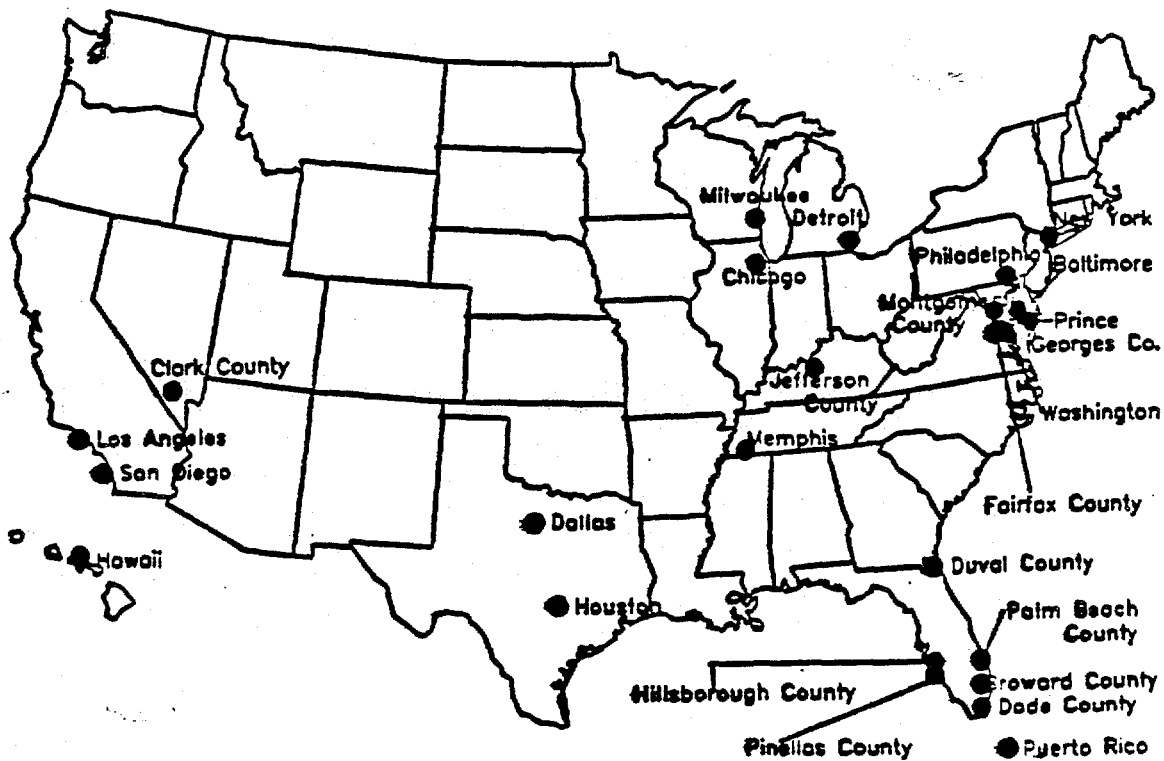 Milwaukee
Detroit
New York
Philadelphia
Baltimore
Chicago
Montgomery
County
Prince
Georges Co.
Clark County
Jefferson
County
Washington
Los Angeles
Memphis
San Diego
Fairfax County
Dallas
Hawaii
Duval County
Houston
Palm Beach
County
Hillsborough County
Broward County
Dade County
Pinellas County
Puerto Rico